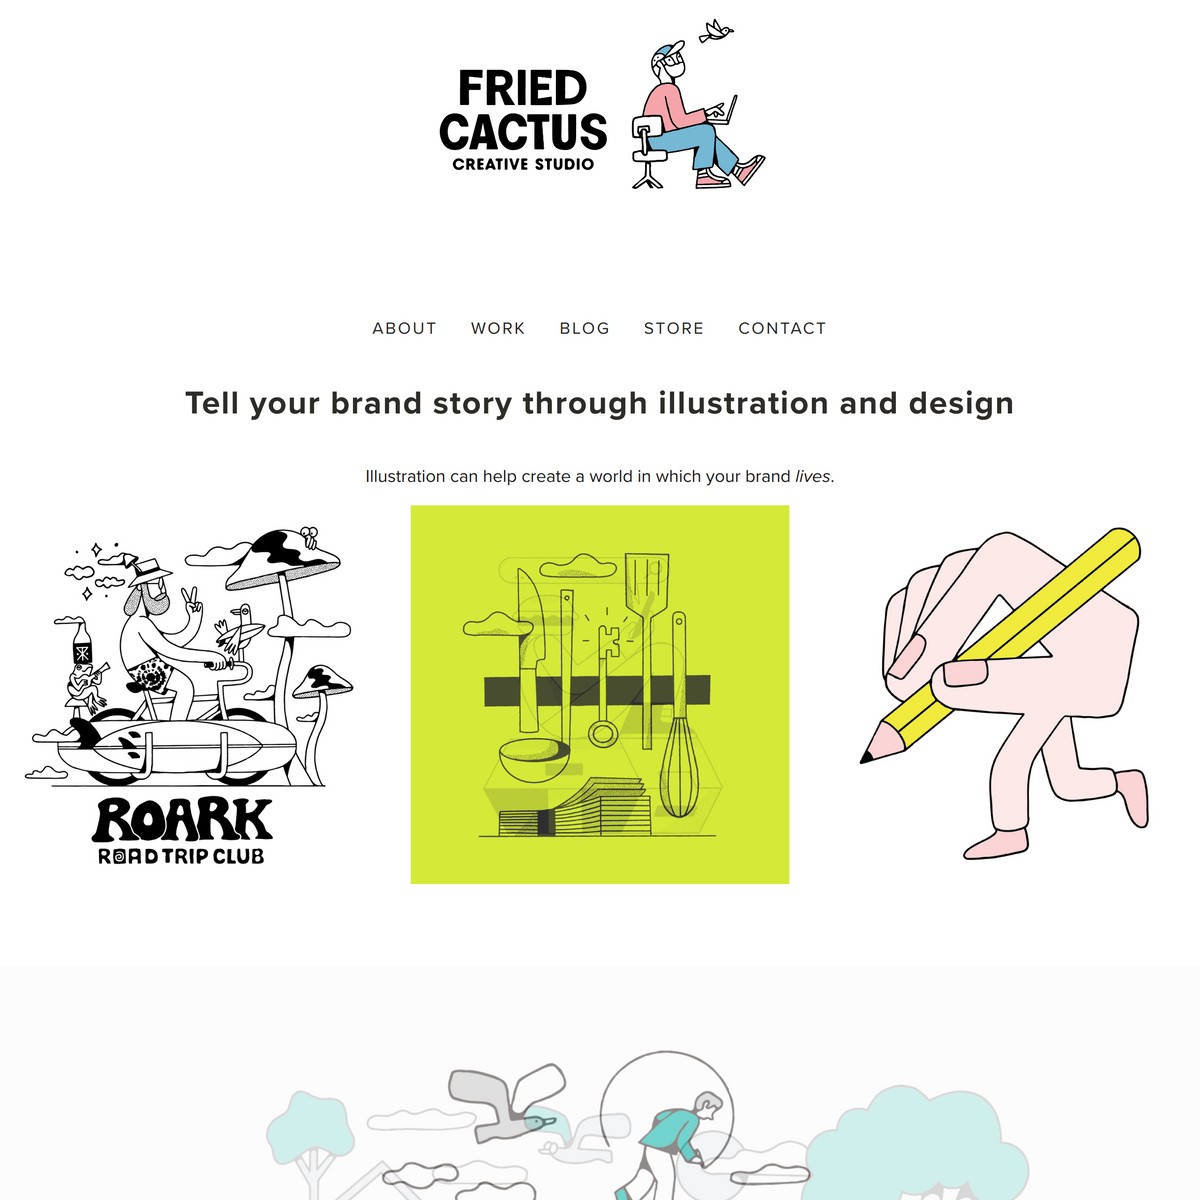 FRIED
CACTUS
CREATIVE STUDIO
ABOUT WORK BLOG STORE CONTACT
Tell your brand story through illustration and design
Illustration can help create a world in which your brand lives.
ROARK
ROAD TRIP CLUB